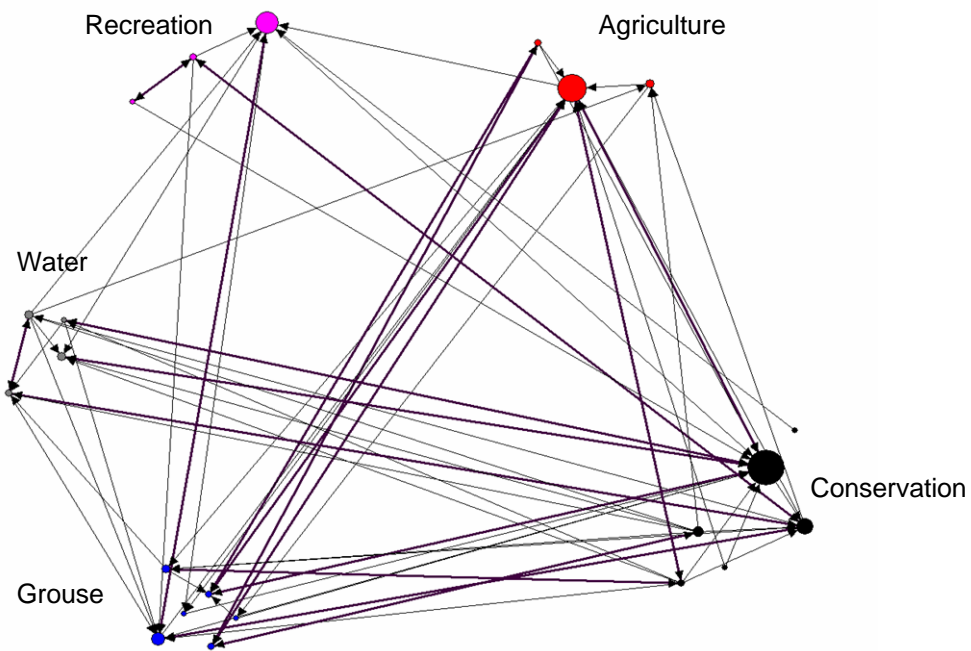 Recreation
Agriculture
Water
Conservation
Grouse